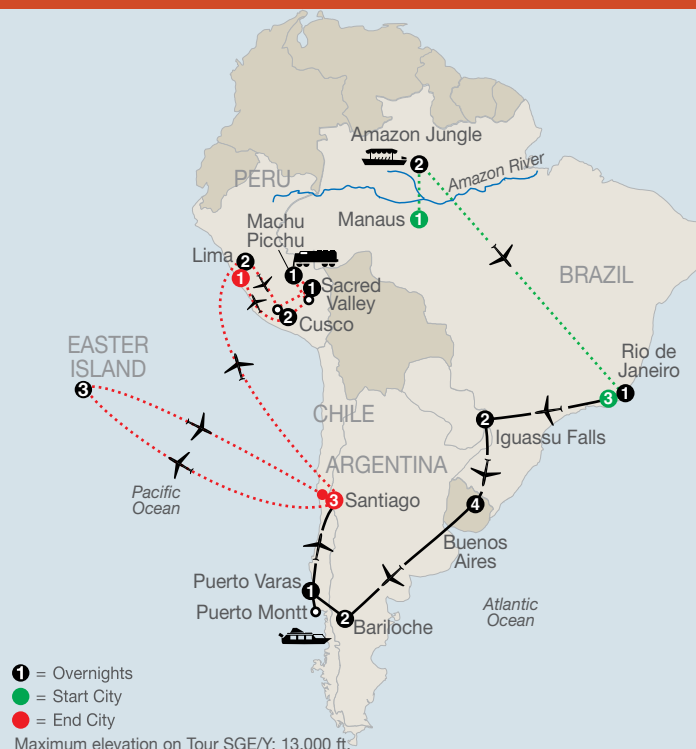 Amazon Jungle
2
Amazon River
PERU
Manaus 1
Machu
Picchu
Lima 2
1
1
1 Sacred
Valley
2 Cusco
BRAZIL
EASTER
ISLAND
3
Rio de
Janeiro
3 1
CHILE
2
Iguassu Falls
ARGENTINA
Pacific
Ocean
3 Santiago
4
Buenos
Aires
Puerto Varas
1
Puerto Montt
2
Bariloche
Atlantic
Ocean
1 = Overnights
= Start City
= End City
Maximum elevation on Tour SGE/Y: 13,000 ft.